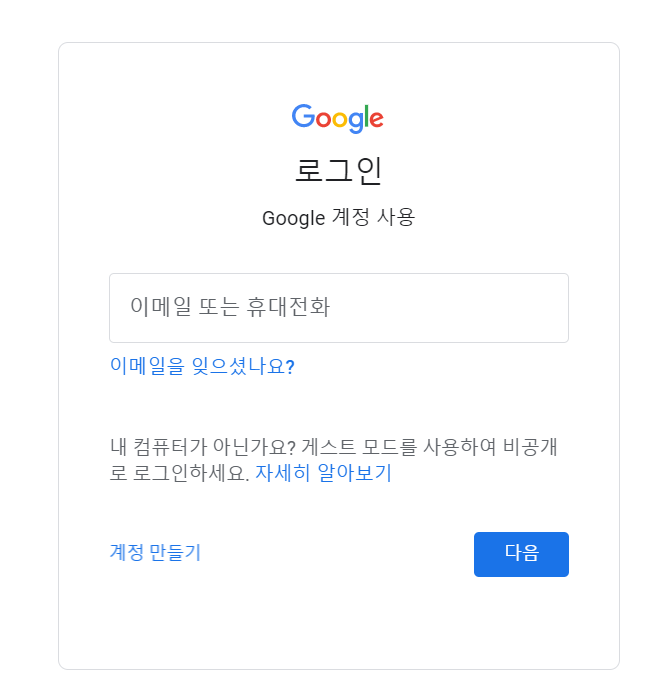 Google
로그인
Google 계정 사용
이메일 또는 휴대전화
이메일을 잊으셨나요?
내 컴퓨터가 아닌가요? 게스트 모드를 사용하여 비공개
로 로그인하세요. 자세히 알아보기
계정 만들기
다음